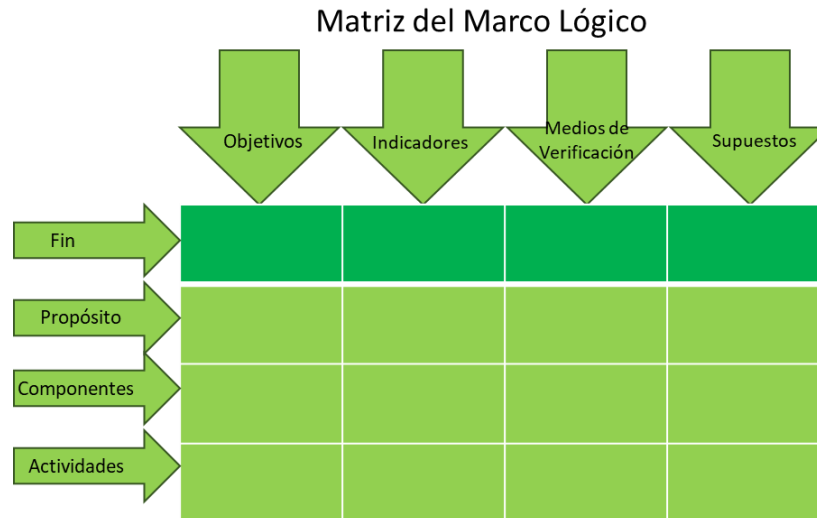 Matriz del Marco Lógico
Objetivos
Indicadores
Medios de
Verificación
Supuestos
Fin
Propósito
Componentes
Actividades